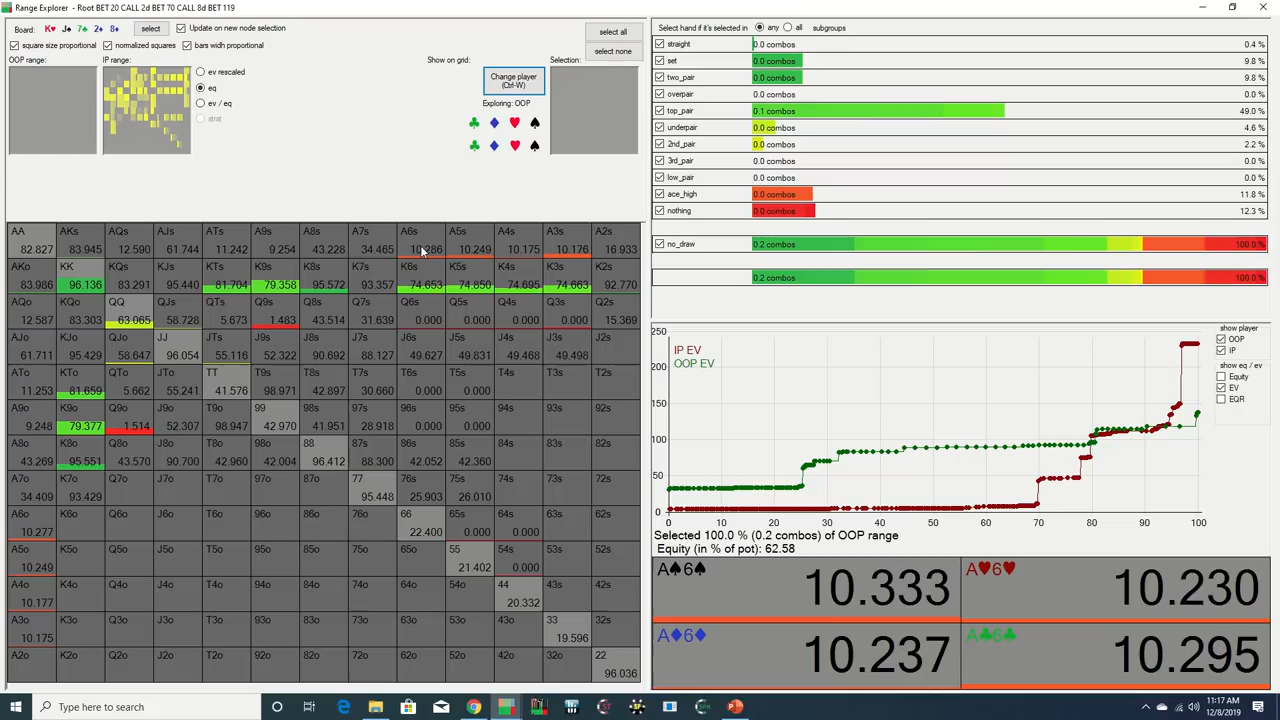 Range Explorer - Root BET 20 CALL 2d BET 70 CALL 8d BET 119
Board: K♥ J♠ 7♣ 2♦ 8♦ select Update on new node selection
square size proportional normalized squares bars widh proportional
select all
select none
OOP range: IP range: Show on grid: Selection:
ev rescaled
eq
ev / eq
strat
Change player
(Ctrl-W)
Exploring: OOP
♣ ♦ ♥ ♠
♣ ♦ ♥ ♠
Select hand if it's selected in any all subgroups
straight 0.0 combos 0.4 %
set 0.0 combos 9.8 %
two_pair 0.0 combos 9.8 %
overpair 0.0 combos 0.0 %
top_pair 0.1 combos 49.0 %
underpair 0.0 combos 4.6 %
2nd_pair 0.0 combos 2.2 %
3rd_pair 0.0 combos 0.0 %
low_pair 0.0 combos 0.0 %
ace_high 0.0 combos 11.8 %
nothing 0.0 combos 12.3 %
no_draw 0.2 combos 100.0 %
0.2 combos 100.0 %
AA AKs AQs AJs ATs A9s A8s A7s A6s A5s A4s A3s A2s
82.827 83.945 12.590 61.744 11.242 9.254 43.228 34.465 10.286 10.249 10.175 10.176 16.933
AKo KK KQs KJs KTs K9s K8s K7s K6s K5s K4s K3s K2s
83.986 96.136 83.291 95.440 81.704 79.358 95.572 93.357 74.653 74.850 74.695 74.663 92.770
AQo KQo QQ QJs QTs Q9s Q8s Q7s Q6s Q5s Q4s Q3s Q2s
12.587 83.303 63.065 58.728 5.673 1.483 43.514 31.639 0.000 0.000 0.000 0.000 15.369
AJo KJo QJo JJ JTs J9s J8s J7s J6s J5s J4s J3s J2s
61.711 95.429 58.647 96.054 55.116 52.322 90.692 88.127 49.627 49.831 49.468 49.498
ATo KTo QTo JTo TT T9s T8s T7s T6s T5s T4s T3s T2s
11.253 81.659 5.662 55.241 41.576 98.971 42.897 30.660 0.000 0.000
A9o K9o Q9o J9o T9o 99 98s 97s 96s 95s 94s 93s 92s
9.248 79.377 1.514 52.307 98.947 42.970 41.951 28.918 0.000 0.000
A8o K8o Q8o J8o T8o 98o 88 87s 86s 85s 84s 83s 82s
43.269 95.551 43.570 90.700 42.960 42.004 96.412 88.300 42.052 42.360
A7o K7o Q7o J7o T7o 97o 87o 77 76s 75s 74s 73s 72s
34.409 93.429 95.448 25.903 26.010
A6o K6o Q6o J6o T6o 96o 86o 76o 66 65s 64s 63s 62s
10.277 22.400 0.000 0.000
A5o K5o Q5o J5o T5o 95o 85o 75o 65o 55 54s 53s 52s
10.249 21.402 0.000
A4o K4o Q4o J4o T4o 94o 84o 74o 64o 54o 44 43s 42s
10.177 20.332
A3o K3o Q3o J3o T3o 93o 83o 73o 63o 53o 43o 33 32s
10.175 19.596
A2o K2o Q2o J2o T2o 92o 82o 72o 62o 52o 42o 32o 22
96.036
250
200
150
100
50
0
IP EV
OOP EV
0 10 20 30 40 50 60 70 80 90 100
show player
OOP
IP
show eq / ev
Equity
EV
EQR
Selected 100.0 % (0.2 combos) of OOP range
Equity (in % of pot): 62.58
A♠6♠ 10.333 A♥6♥ 10.230
A♦6♦ 10.237 A♣6♣ 10.295
Type here to search
11:17 AM
12/8/2019